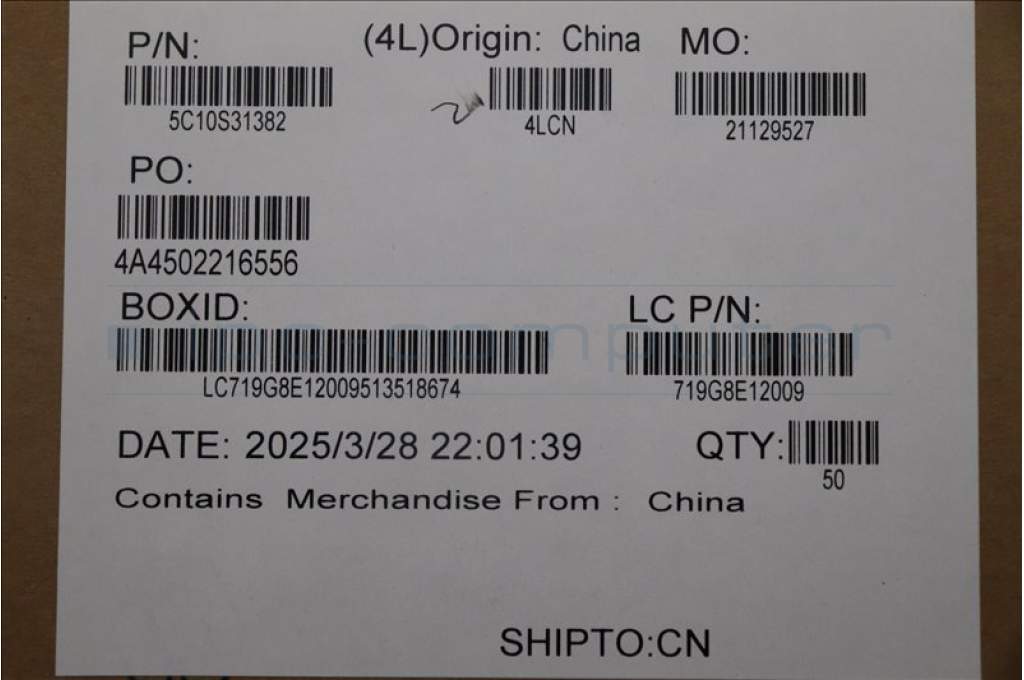 P/N:
(4L)Origin: China
MO:
5C10S31382
4LCN
21129527
PO:
4A4502216556
BOXID:
LC P/N:
LC719G8E12009513518674
719G8E12009
DATE: 2025/3/28 22:01:39
QTY:
50
Contains Merchandise From : China
SHIPTO:CN